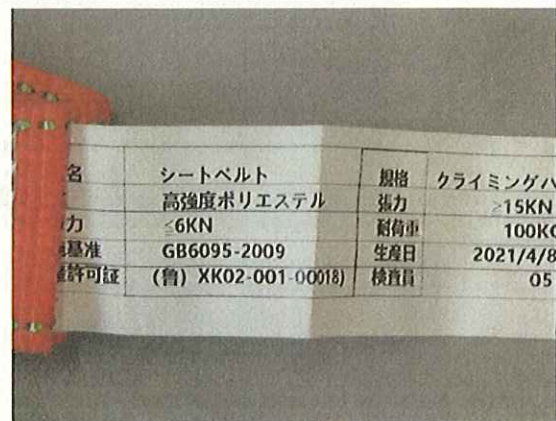 名 シートベルト 規格 クライミングハ
高強度ポリエステル 張力 ≥15KN
力 ≤6KN 耐荷重 100KG
基准 GB6095-2009 生産日 2021/4/8
許可証 (魯) XK02-001-00018) 検査員 05